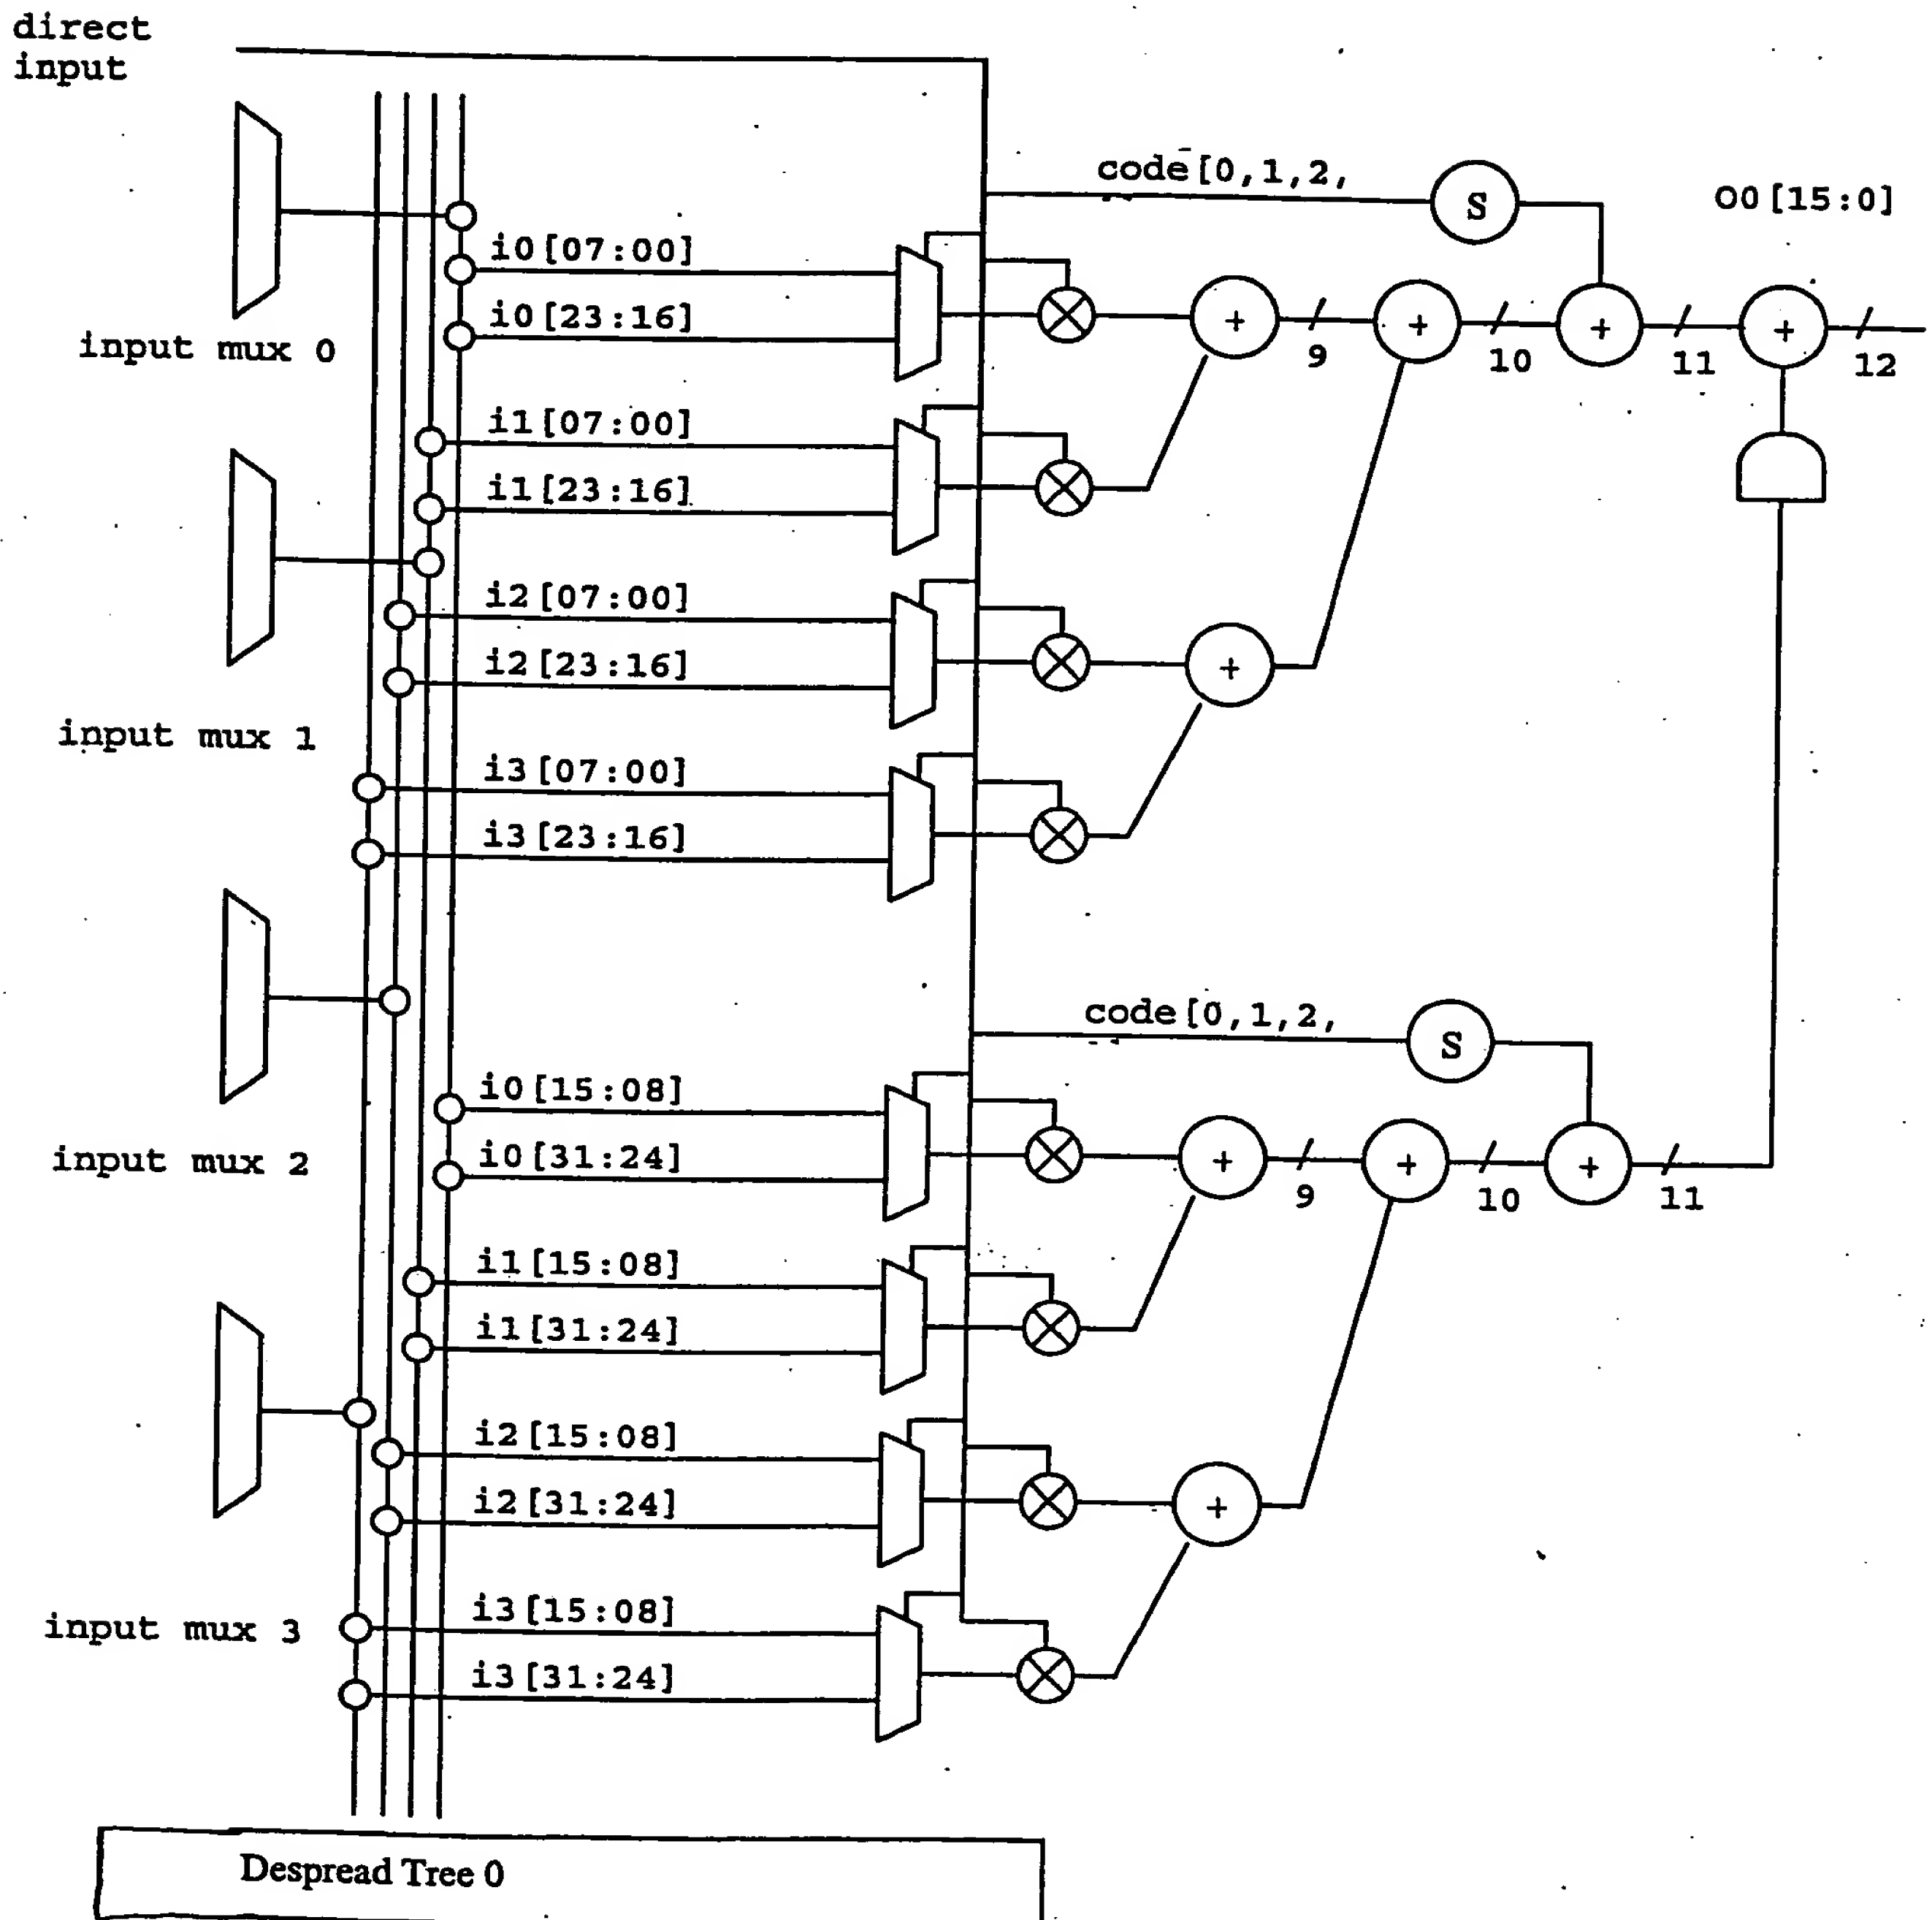 direct
input
code[0,1,2,
S
O0[15:0]
i0[07:00]
+
+
+
+
i0[23:16]
input mux 0
9
10
11
12
i1[07:00]
i1[23:16]
i2[07:00]
i2[23:16]
+
input mux 1
i3[07:00]
i3[23:16]
code[0,1,2,
S
i0[15:08]
i0[31:24]
+
+
+
input mux 2
9
10
11
i1[15:08]
i1[31:24]
i2[15:08]
i2[31:24]
+
i3[15:08]
input mux 3
i3[31:24]
Despread Tree 0